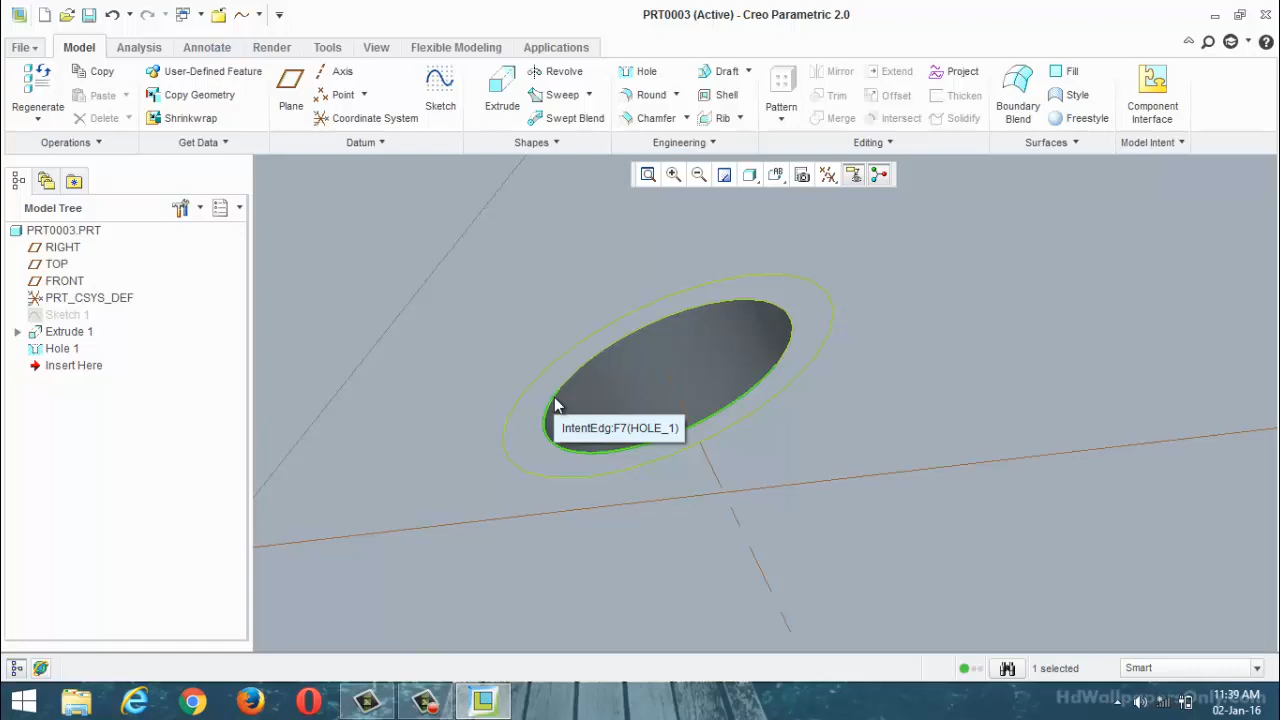 PRT0003 (Active) - Creo Parametric 2.0
File Model Analysis Annotate Render Tools View Flexible Modeling Applications
Regenerate
Copy
Paste
Delete
Operations
User-Defined Feature
Copy Geometry
Shrinkwrap
Get Data
Plane
Axis
Point
Coordinate System
Sketch
Datum
Extrude
Revolve
Sweep
Swept Blend
Shapes
Hole
Round
Chamfer
Draft
Shell
Rib
Engineering
Pattern
Mirror
Trim
Merge
Extend
Offset
Intersect
Project
Thicken
Solidify
Editing
Boundary
Blend
Fill
Style
Freestyle
Surfaces
Component
Interface
Model Intent
Model Tree
PRT0003.PRT
RIGHT
TOP
FRONT
PRT_CSYS_DEF
Sketch 1
Extrude 1
Hole 1
Insert Here
IntentEdg:F7(HOLE_1)
1 selected
Smart
HdWallpapersOnly.com
11:39 AM
02-Jan-16